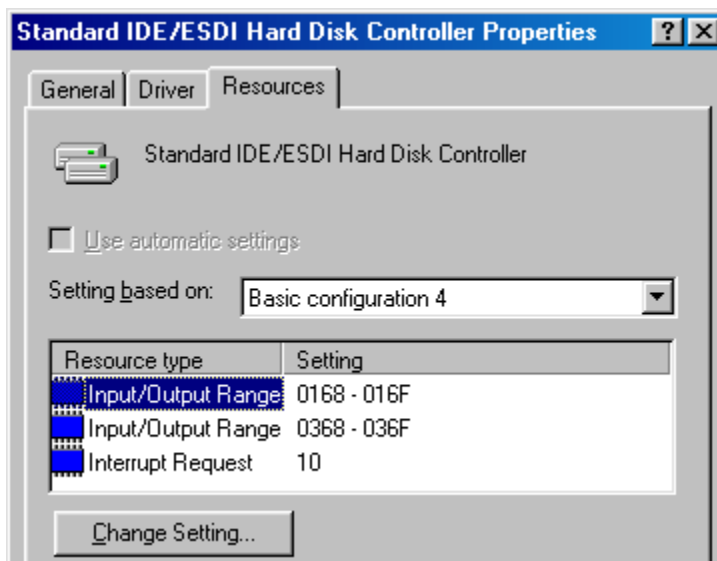 Standard IDE/ESDI Hard Disk Controller Properties
General Driver Resources
Standard IDE/ESDI Hard Disk Controller
Use automatic settings
Setting based on: Basic configuration 4
Resource type Setting
Input/Output Range 0168 - 016F
Input/Output Range 0368 - 036F
Interrupt Request 10
Change Setting...